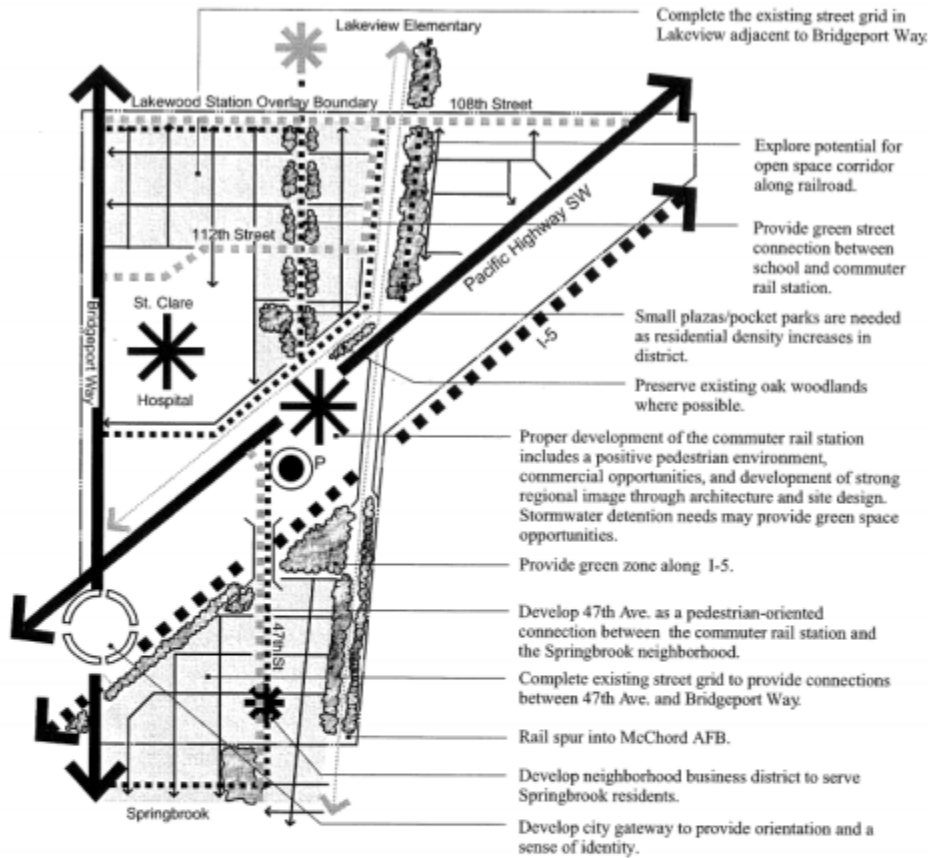 Lakeview Elementary
Complete the existing street grid in
Lakeview adjacent to Bridgeport Way.
Lakewood Station Overlay Boundary
108th Street
Explore potential for
open space corridor
along railroad.
Pacific Highway SW
Provide green street
connection between
school and commuter
rail station.
112th Street
I-5
Bridgeport Way
St. Clare
Hospital
Small plazas/pocket parks are needed
as residential density increases in
district.
Preserve existing oak woodlands
where possible.
P
Proper development of the commuter rail station
includes a positive pedestrian environment,
commercial opportunities, and development of strong
regional image through architecture and site design.
Stormwater detention needs may provide green space
opportunities.
Provide green zone along I-5.
47th St
Develop 47th Ave. as a pedestrian-oriented
connection between the commuter rail station and
the Springbrook neighborhood.
Complete existing street grid to provide connections
between 47th Ave. and Bridgeport Way.
Rail spur into McChord AFB.
Develop neighborhood business district to serve
Springbrook residents.
Springbrook
Develop city gateway to provide orientation and a
sense of identity.